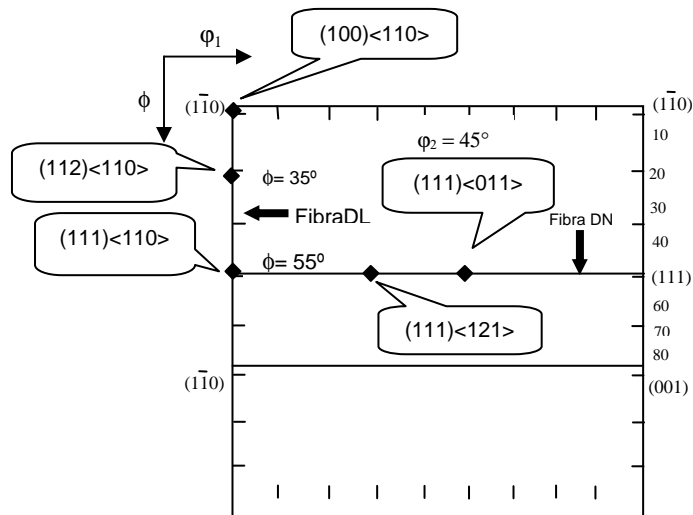 (100)<110>
φ₁
ϕ
(1̅10)
(1̅10)
10
φ₂ = 45°
(112)<110>
20
ϕ= 35º
(111)<011>
30
FibraDL
Fibra DN
(111)<110>
40
ϕ= 55º
(111)
60
(111)<121>
70
80
(1̅10)
(001)